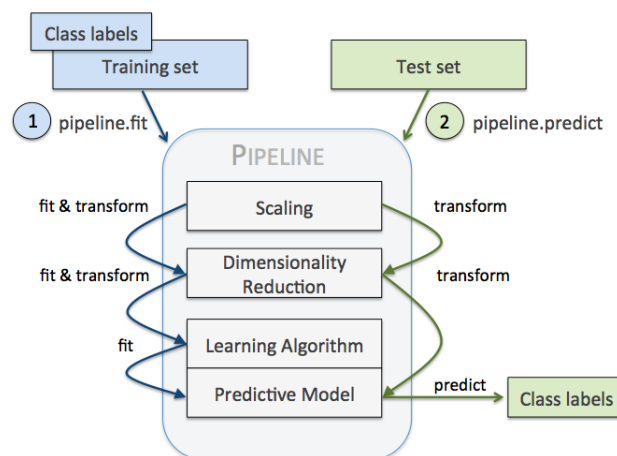 Class labels
Training set
Test set
1 pipeline.fit
2 pipeline.predict
PIPELINE
fit & transform
Scaling
transform
fit & transform
Dimensionality
Reduction
transform
fit
Learning Algorithm
Predictive Model
predict
Class labels